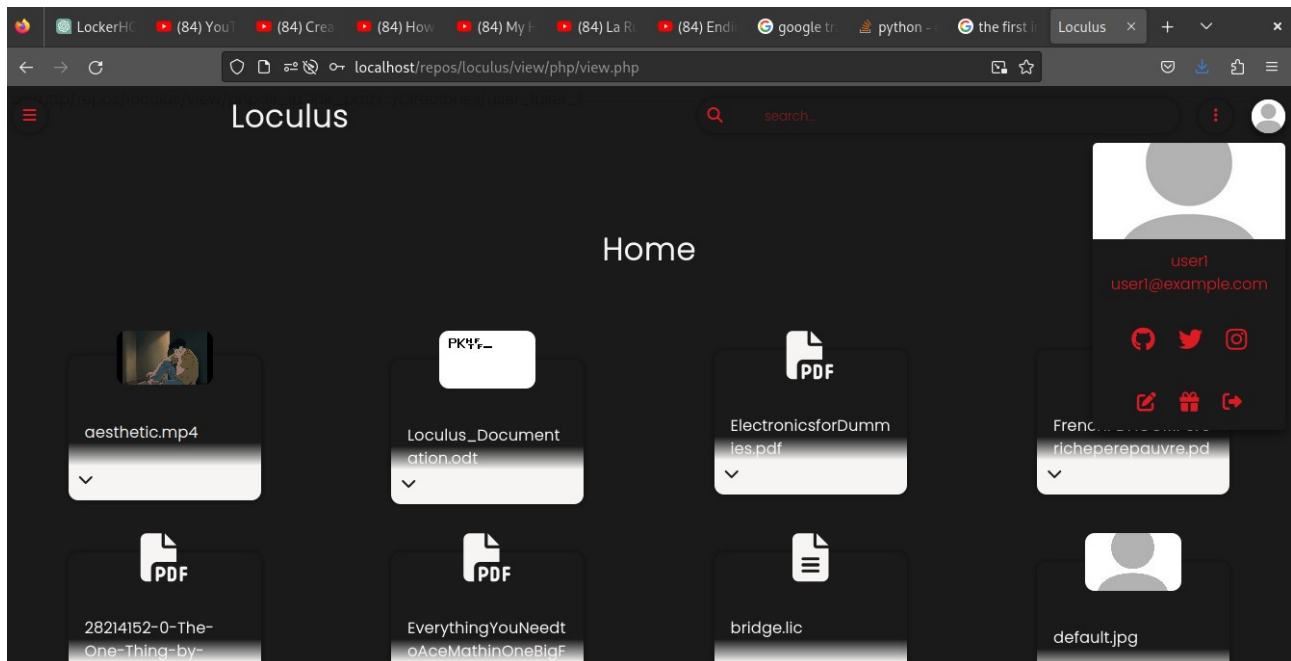 LockerH
(84) YouT
(84) Crea
(84) How
(84) My H
(84) La R
(84) Endi
google tr
python -
the first i
Loculus
localhost/repos/loculus/view/php/view.php
Loculus
search...
Home
user1
user1@example.com
aesthetic.mp4
PK
Loculus_Document
ation.odt
PDF
ElectronicsforDumm
ies.pdf
richeperepauvre.pd
PDF
28214152-0-The-
One-Thing-by-
PDF
EverythingYouNeedt
oAceMathinOneBigF
bridge.lic
default.jpg